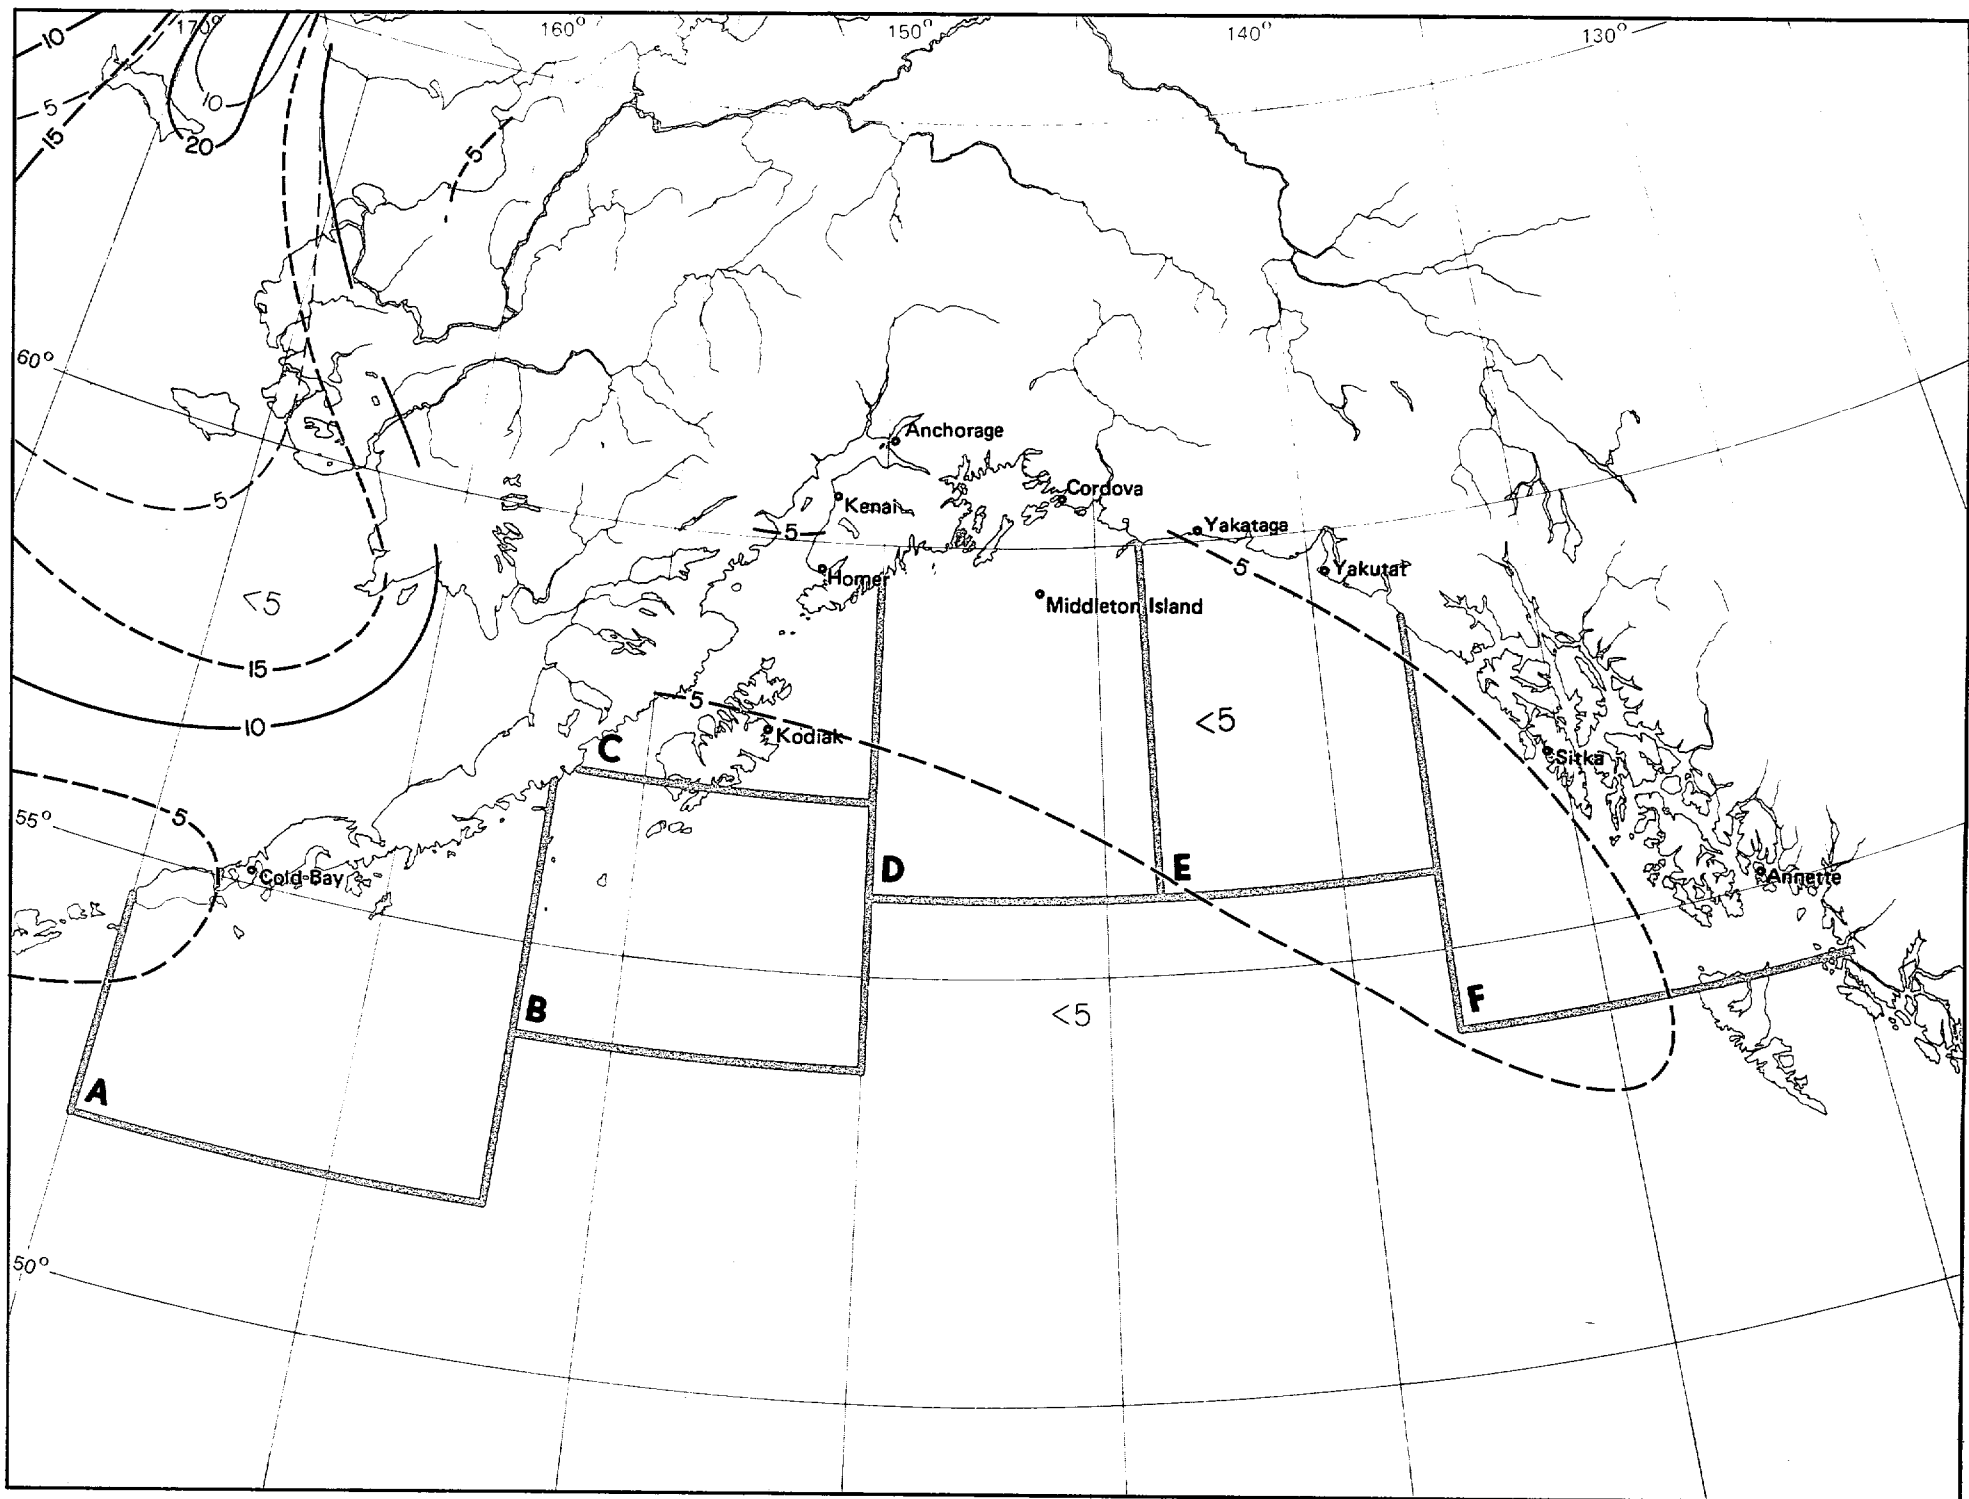 170°
160°
150°
140°
130°
10
5
15
10
20
5
60°
Anchorage
Kenai
Cordova
5
Yakataga
5
5
Homer
Yakutat
Middleton Island
<5
15
5
10
C
Kodiak
<5
Sitka
5
55°
Cold-Bay
D
E
Annette
B
<5
F
A
50°